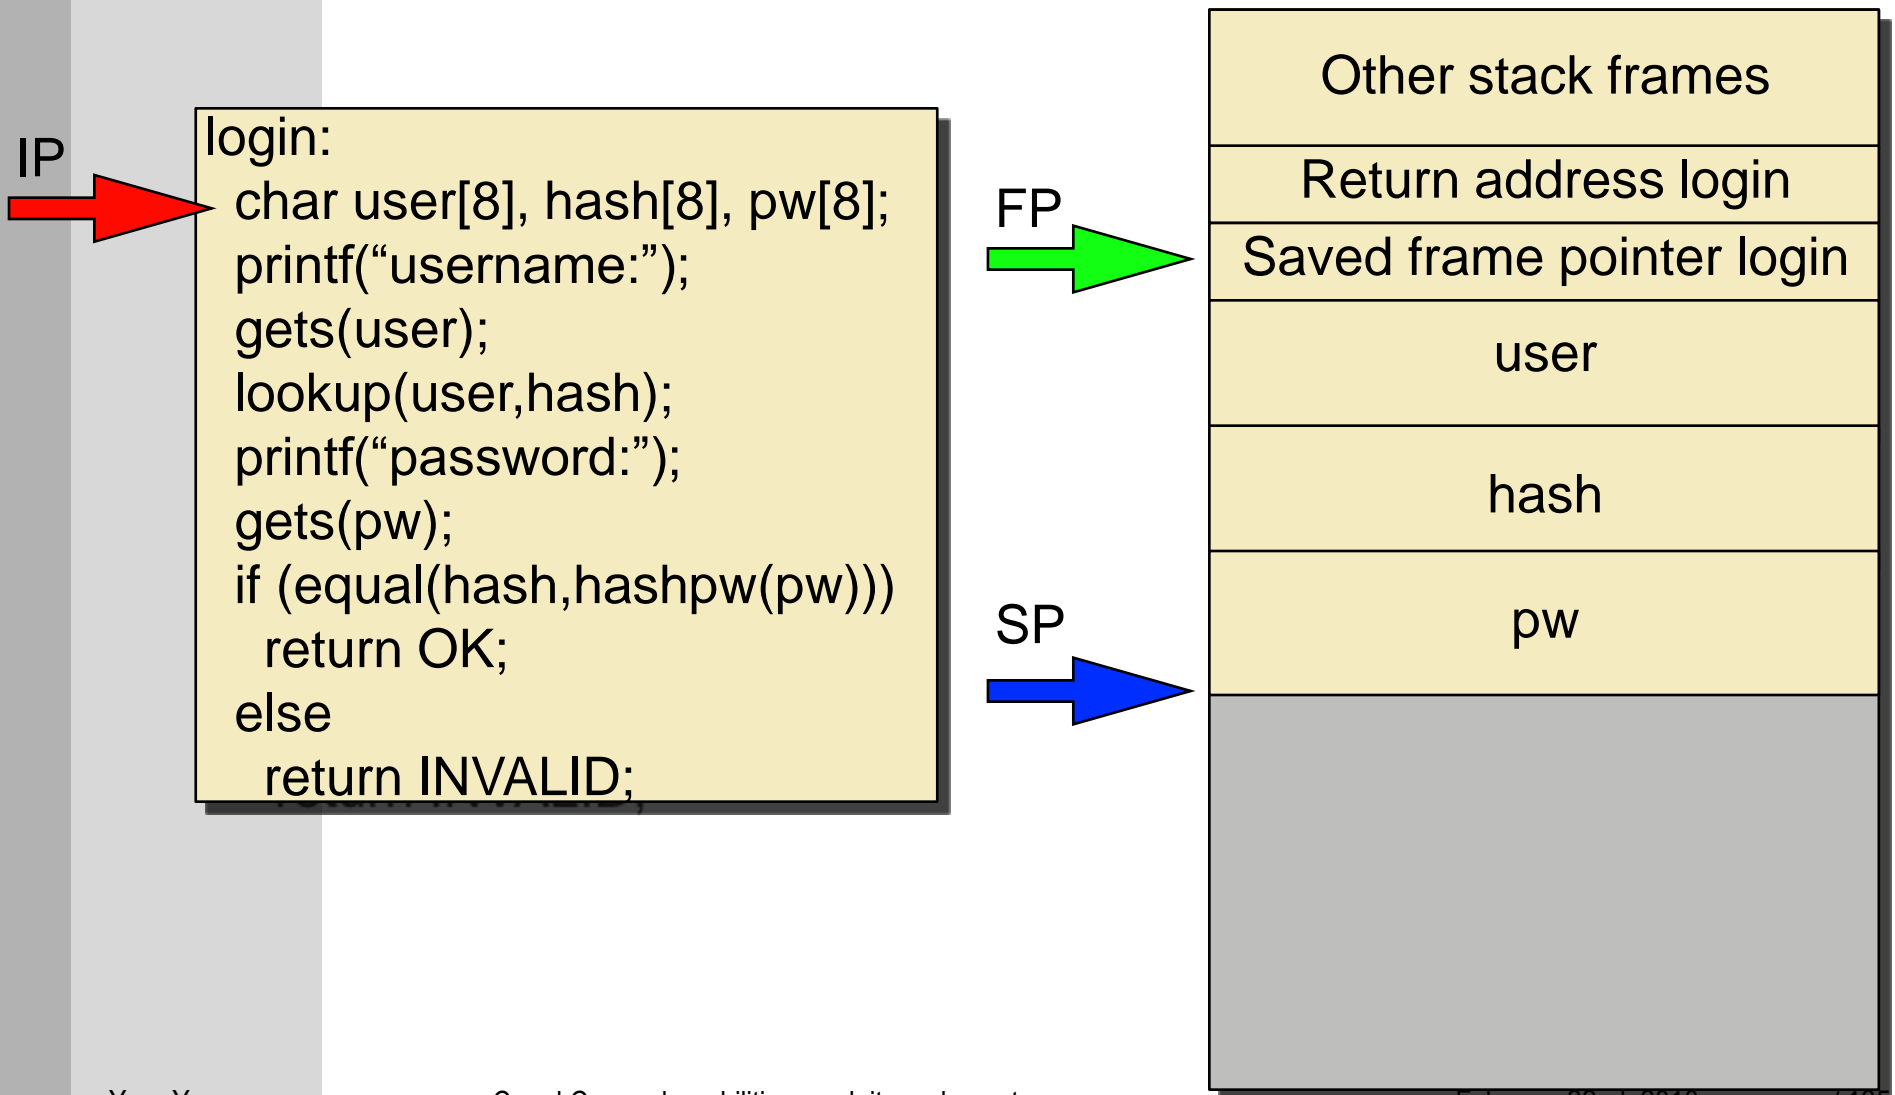 IP
login:
char user[8], hash[8], pw[8];
printf(“username:”);
gets(user);
lookup(user,hash);
printf(“password:”);
gets(pw);
if (equal(hash,hashpw(pw)))
return OK;
else
return INVALID;
FP
SP
Other stack frames
Return address login
Saved frame pointer login
user
hash
pw